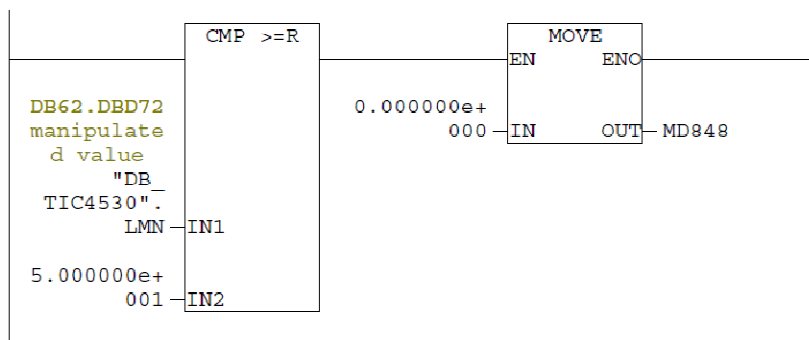 CMP >=R
MOVE
EN ENO
DB62.DBD72
manipulate
d value
"DB_
TIC4530".
LMN IN1
0.000000e+
000 IN OUT MD848
5.000000e+
001 IN2